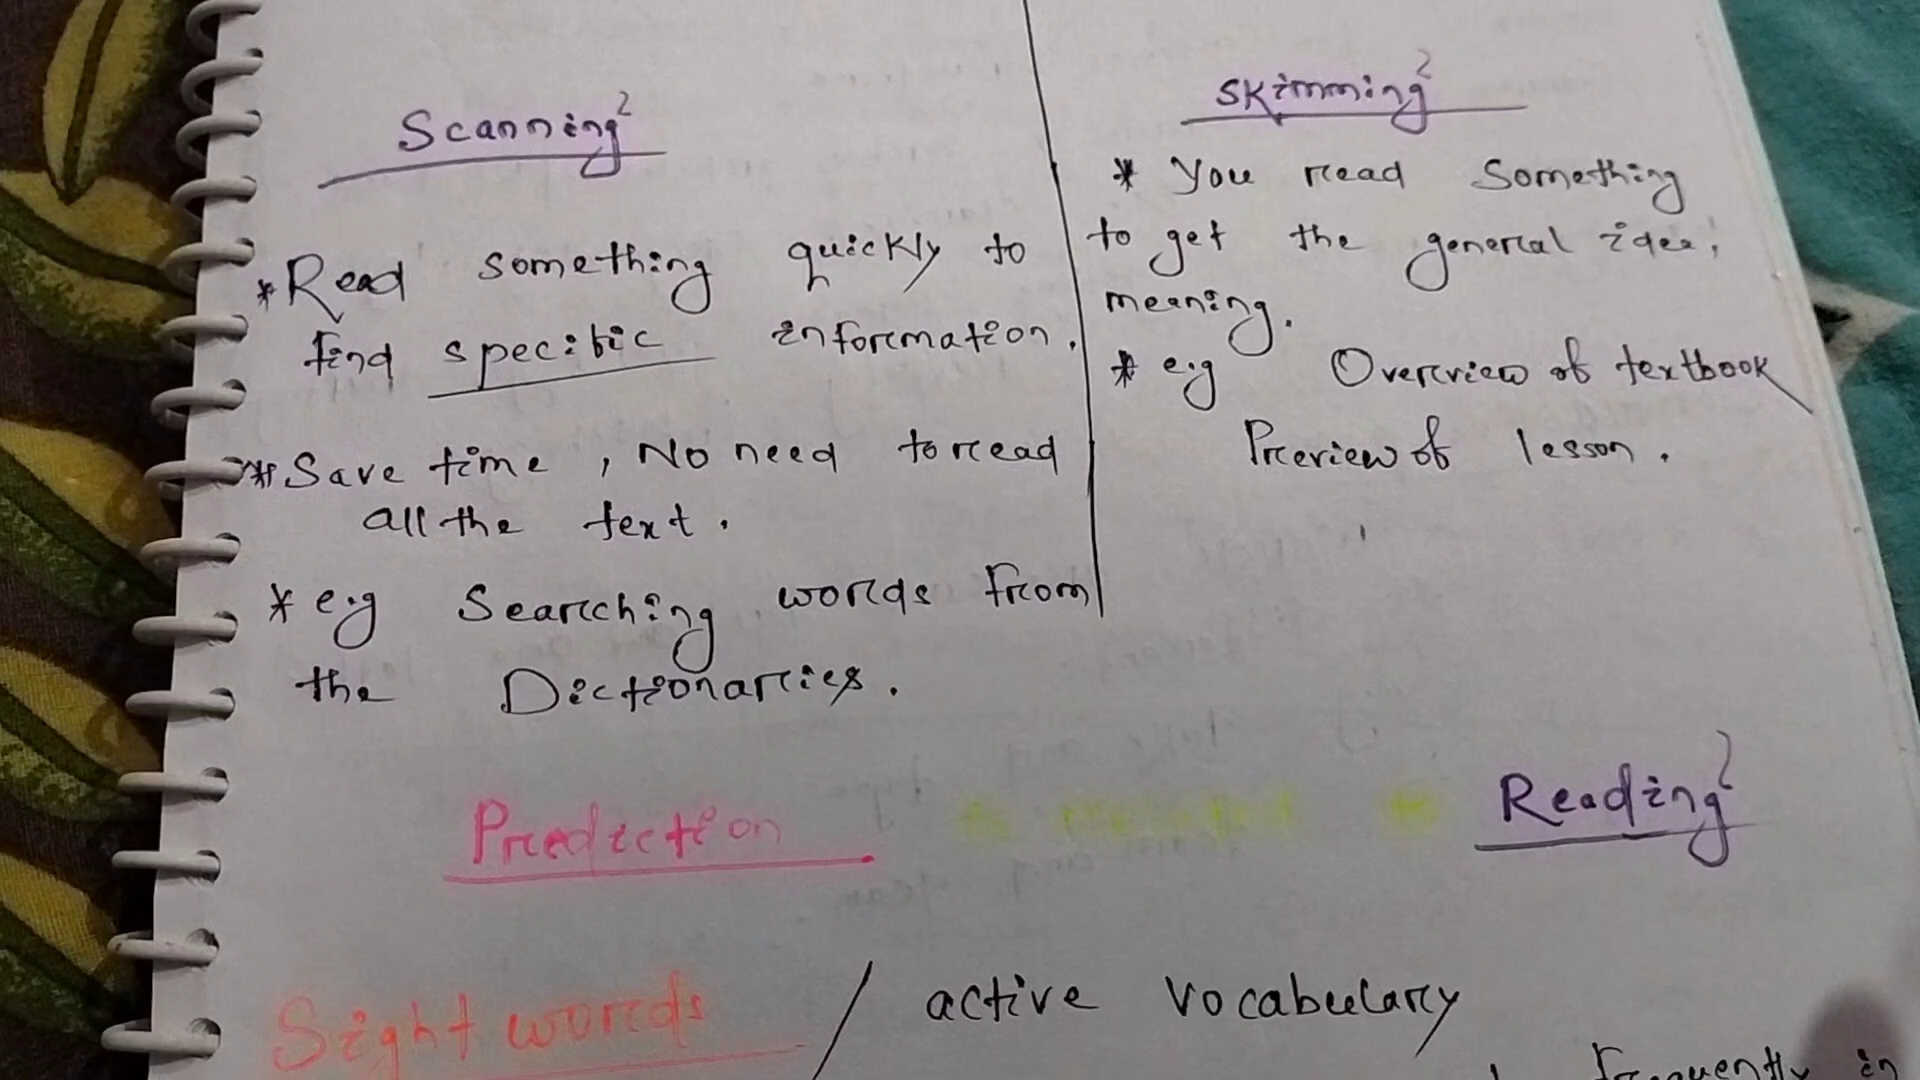 Scanning
* Read something quickly to
find specific information.
* Save time, No need to read
all the text.
* e.g Searching words from
the Dictionaries.
Skimming
* You read something
to get the general idea,
meaning.
* e.g Overview of textbook
Preview of lesson.
Prediction
Reading
Sight words / active vocabulary
frequently in